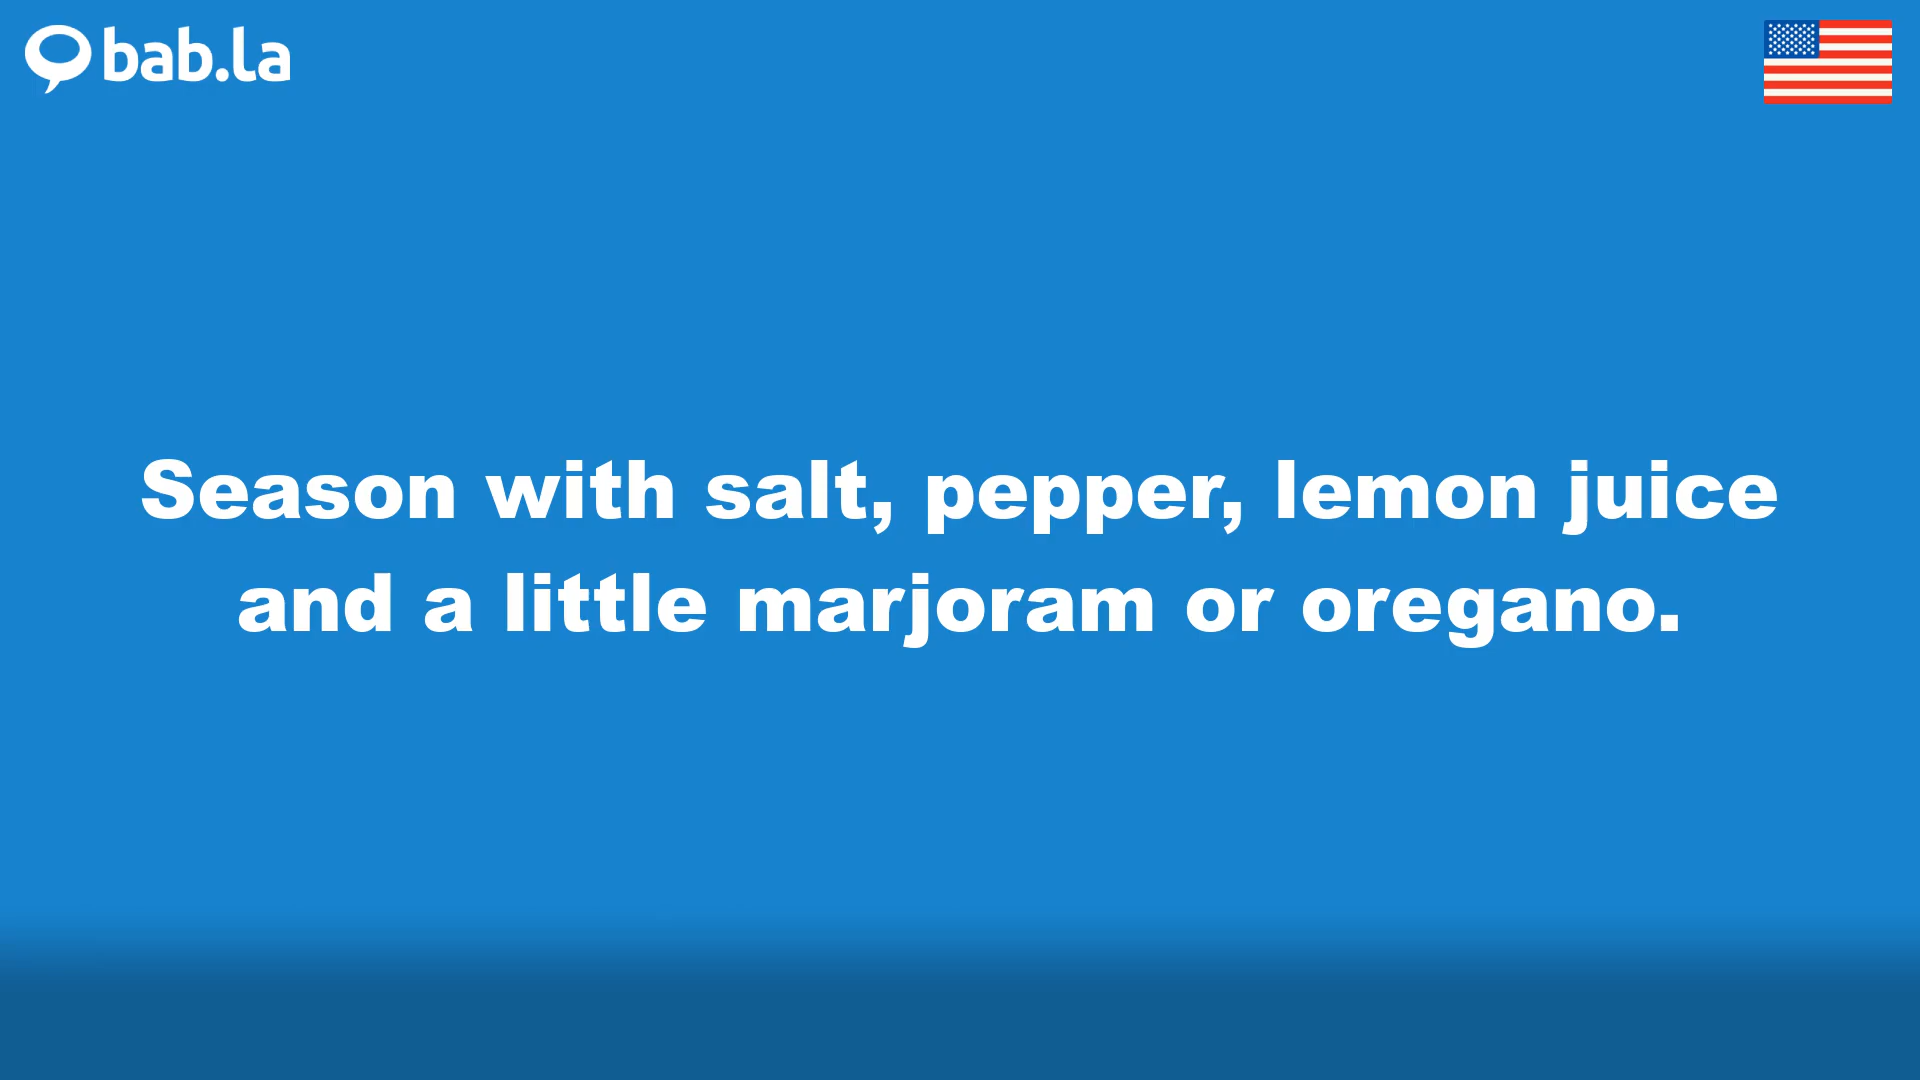 bab.la
Season with salt, pepper, lemon juice
and a little marjoram or oregano.